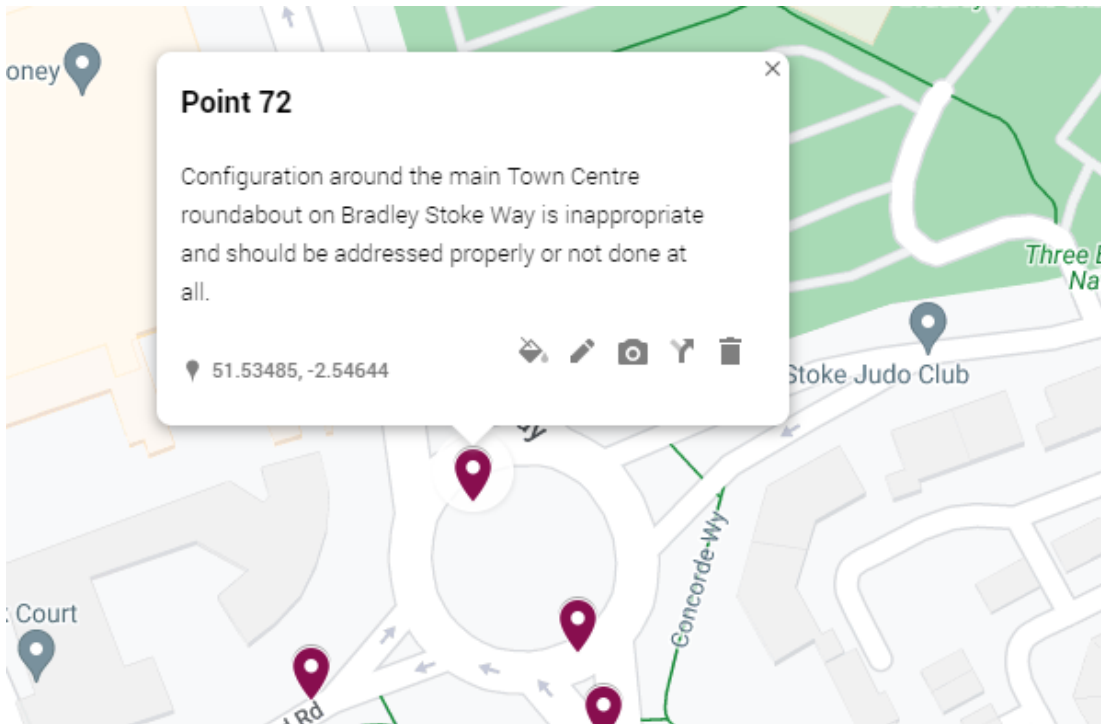 oney
Point 72
Configuration around the main Town Centre
roundabout on Bradley Stoke Way is inappropriate
and should be addressed properly or not done at
all.
51.53485, -2.54644
Three
Na
Stoke Judo Club
Concorde Wy
Court
Rd